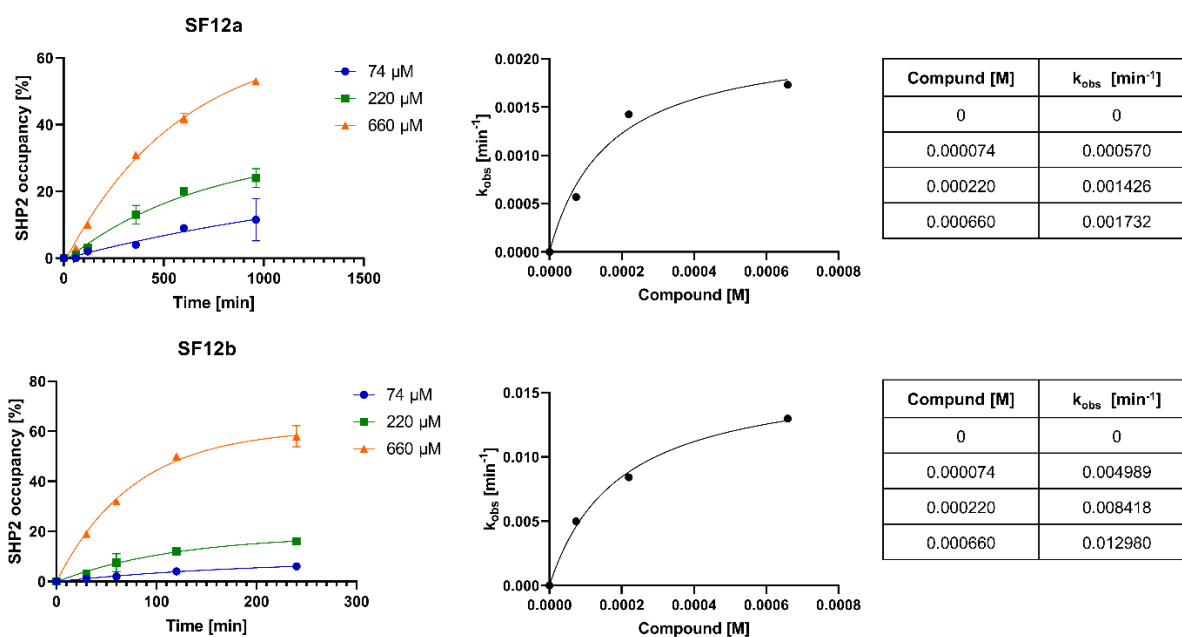 SF12a
SHP2 occupancy [%]
60
40
20
0
0 500 1000 1500
Time [min]
74 µM
220 µM
660 µM
kobs [min-1]
0.0020
0.0015
0.0010
0.0005
0.0000
0.0000 0.0002 0.0004 0.0006 0.0008
Compound [M]
Compund [M] kobs [min-1]
0 0
0.000074 0.000570
0.000220 0.001426
0.000660 0.001732
SF12b
SHP2 occupancy [%]
80
60
40
20
0
0 100 200 300
Time [min]
74 µM
220 µM
660 µM
kobs [min-1]
0.015
0.010
0.005
0.000
0.0000 0.0002 0.0004 0.0006 0.0008
Compound [M]
Compund [M] kobs [min-1]
0 0
0.000074 0.004989
0.000220 0.008418
0.000660 0.012980